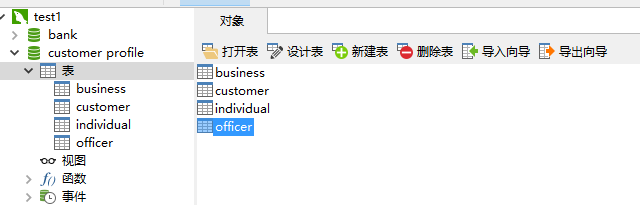 test1
bank
customer profile
表
business
customer
individual
officer
视图
函数
事件
对象
打开表 设计表 新建表 删除表 导入向导 导出向导
business
customer
individual
officer